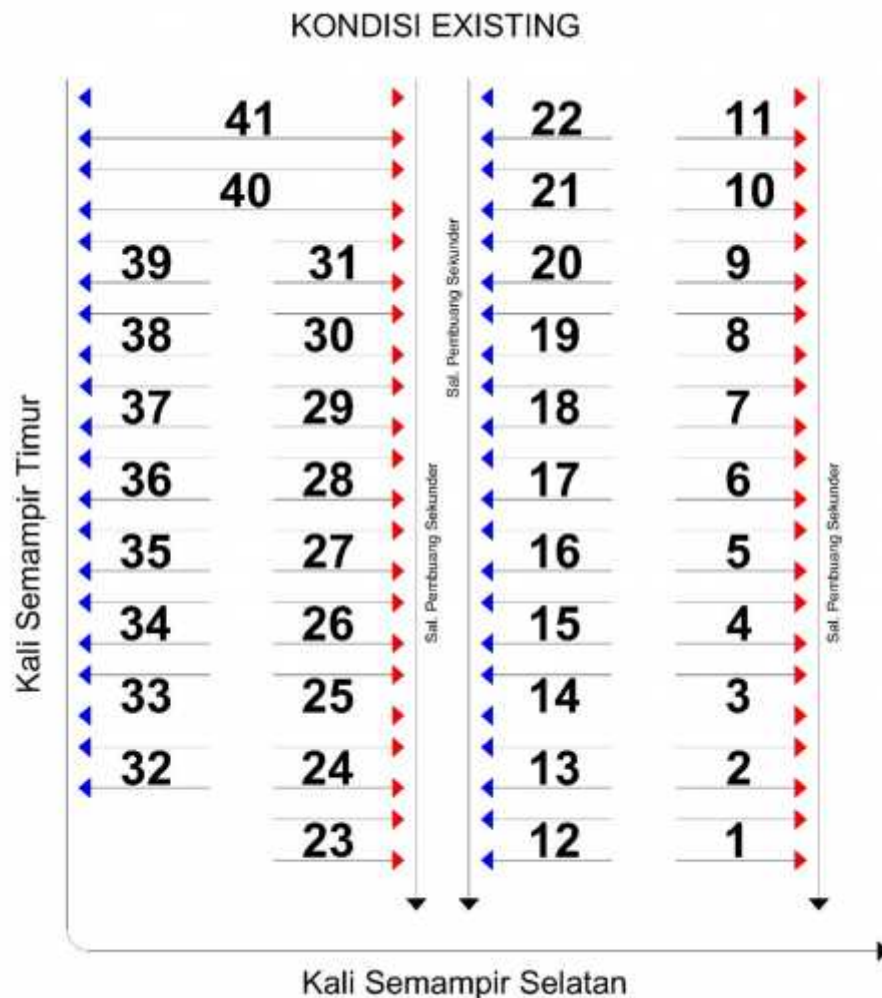 KONDISI EXISTING
41 22 11
40 21 10
39 31 20 9
38 30 19 8
37 29 18 7
36 28 17 6
35 27 16 5
34 26 15 4
33 25 14 3
32 24 13 2
23 12 1
Sal. Pembuang Sekunder
Sal. Pembuang Sekunder
Sal. Pembuang Sekunder
Kali Semampir Timur
Kali Semampir Selatan